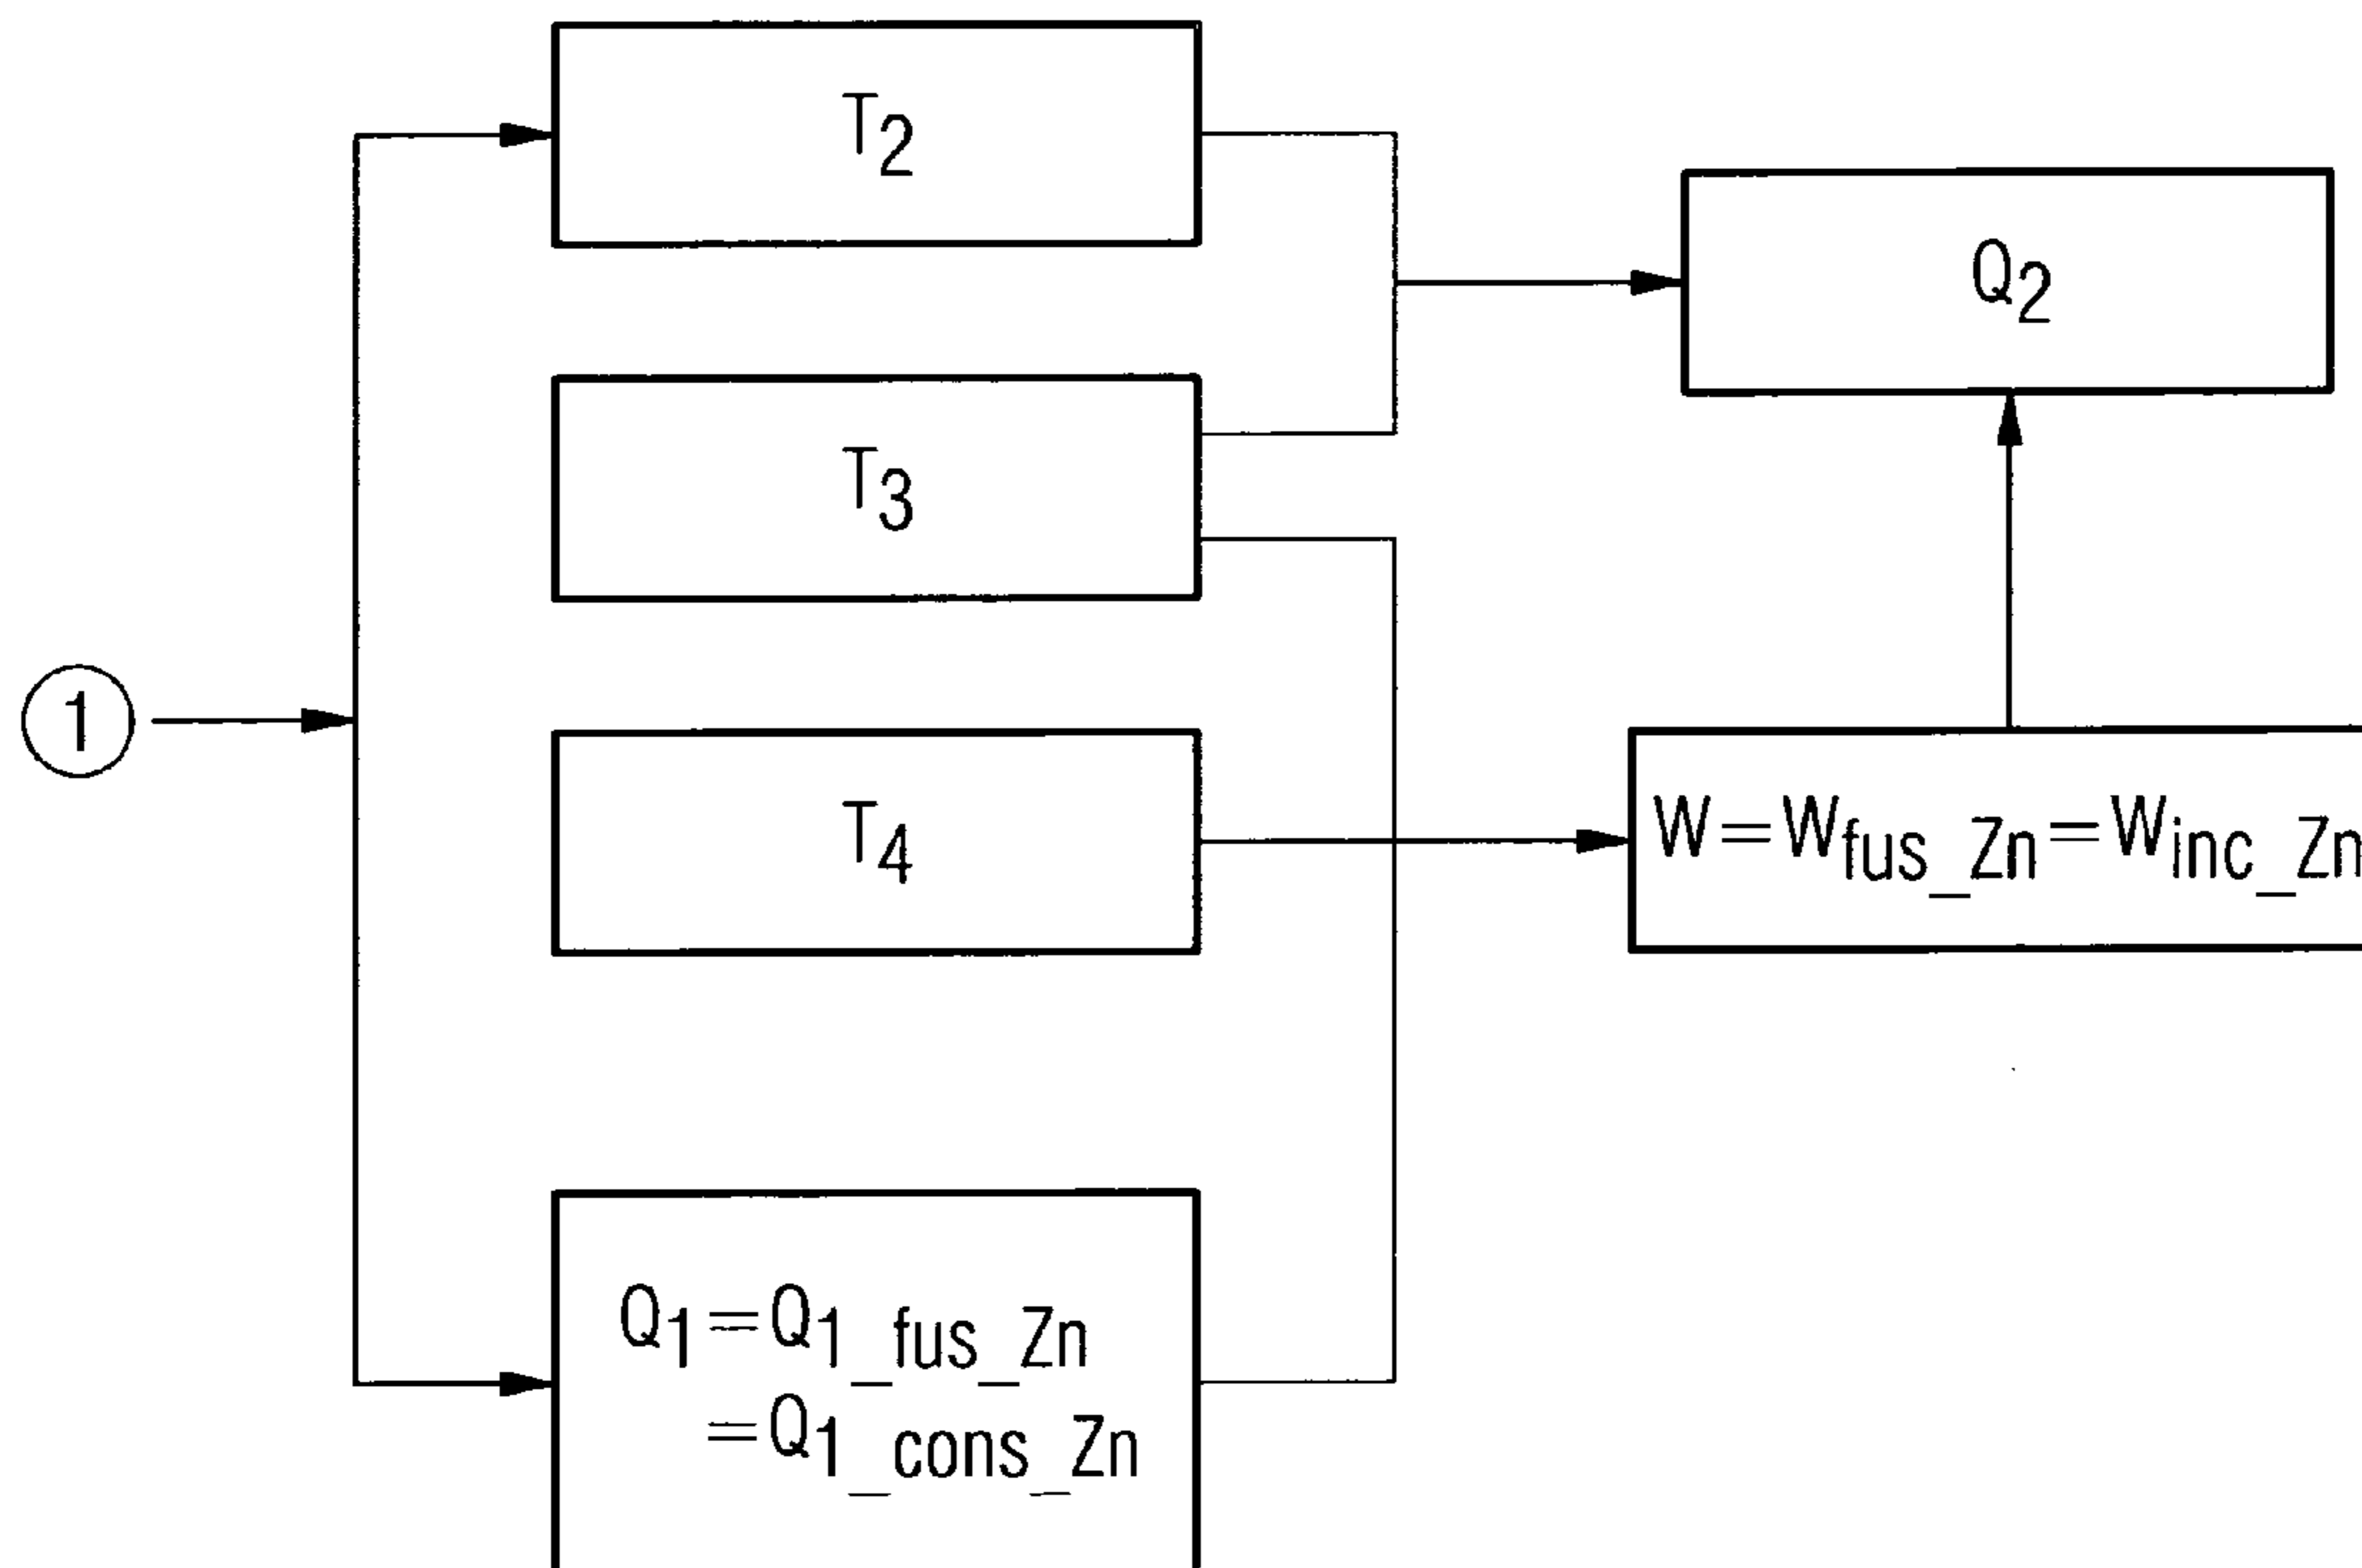 T2
Q2
T3
1
T4
W=Wfus_Zn=Winc_Zn
Q1=Q1_fus_Zn
=Q1_cons_Zn